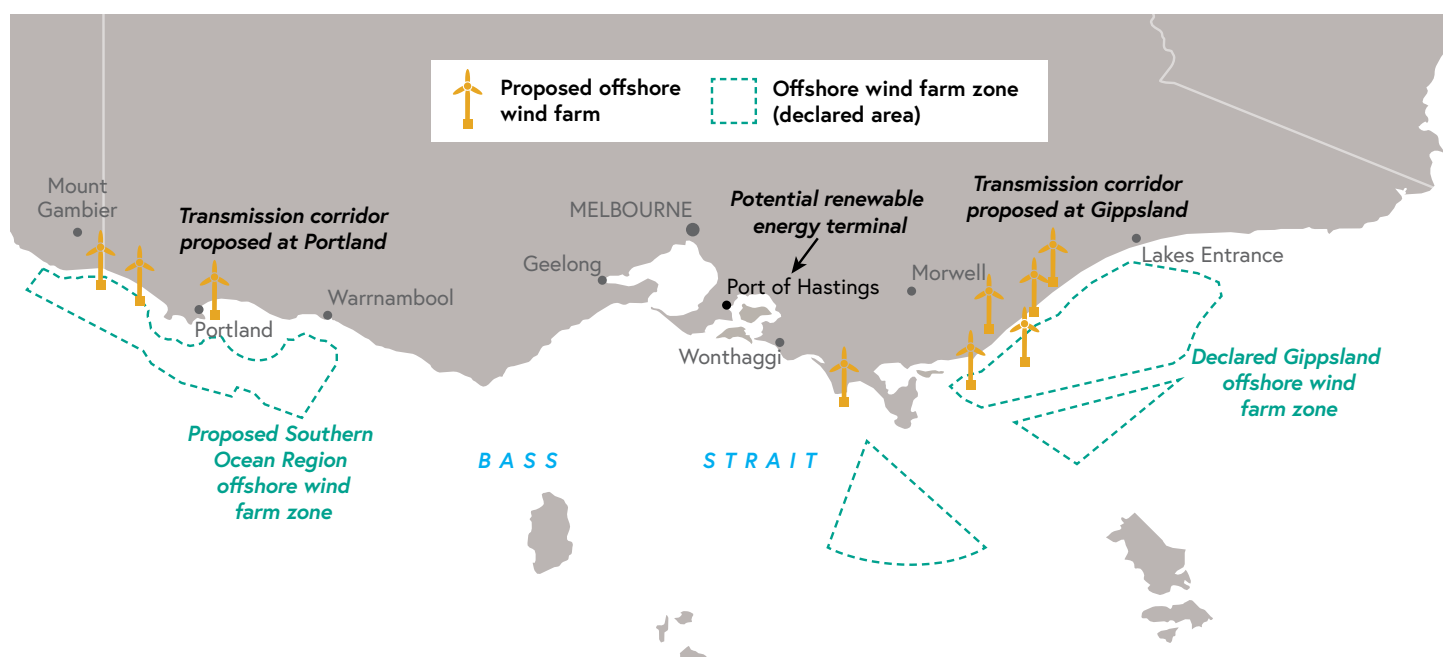 Proposed offshore
wind farm
Offshore wind farm zone
(declared area)
Mount
Gambier
Transmission corridor
proposed at Portland
MELBOURNE
Potential renewable
energy terminal
Transmission corridor
proposed at Gippsland
Geelong
Port of Hastings
Morwell
Lakes Entrance
Warrnambool
Portland
Wonthaggi
Declared Gippsland
offshore wind
farm zone
Proposed Southern
Ocean Region
offshore wind
farm zone
BASS STRAIT